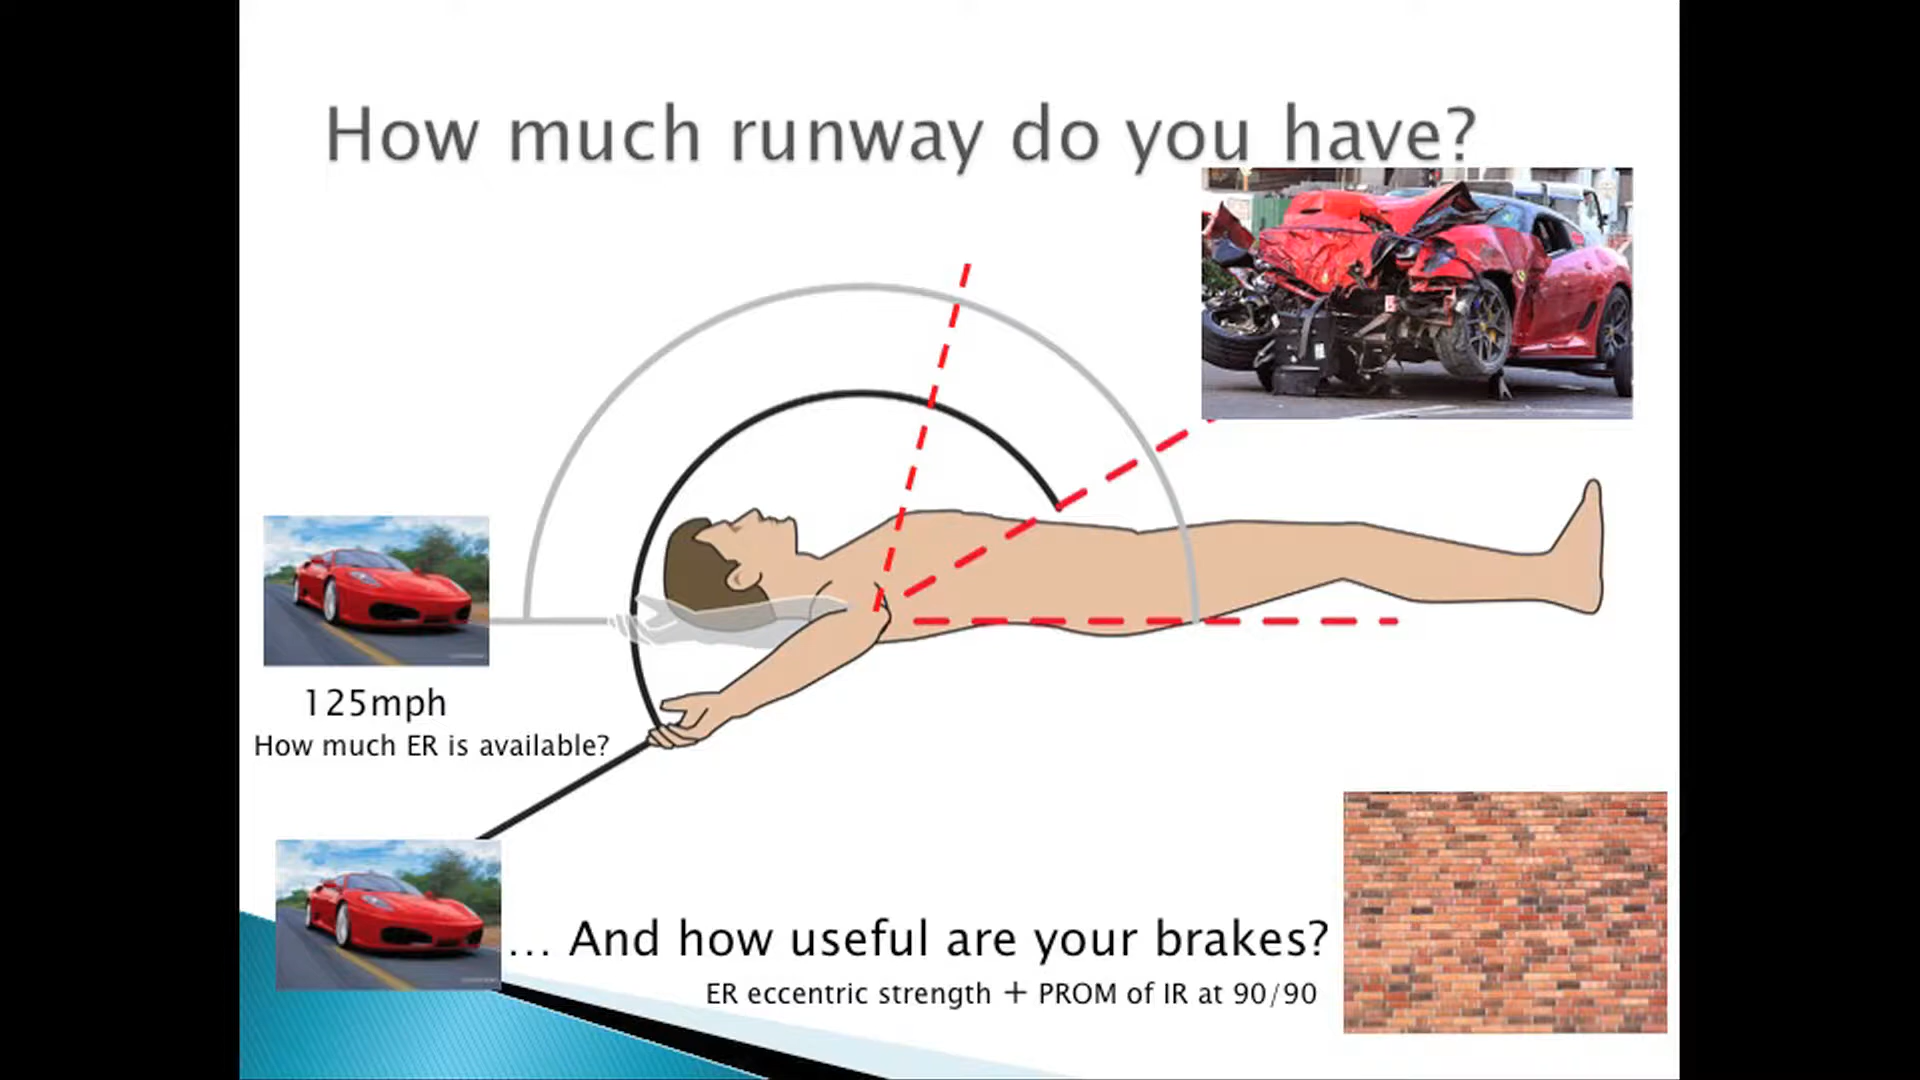 How much runway do you have?
125mph
How much ER is available?
... And how useful are your brakes?
ER eccentric strength + PROM of IR at 90/90